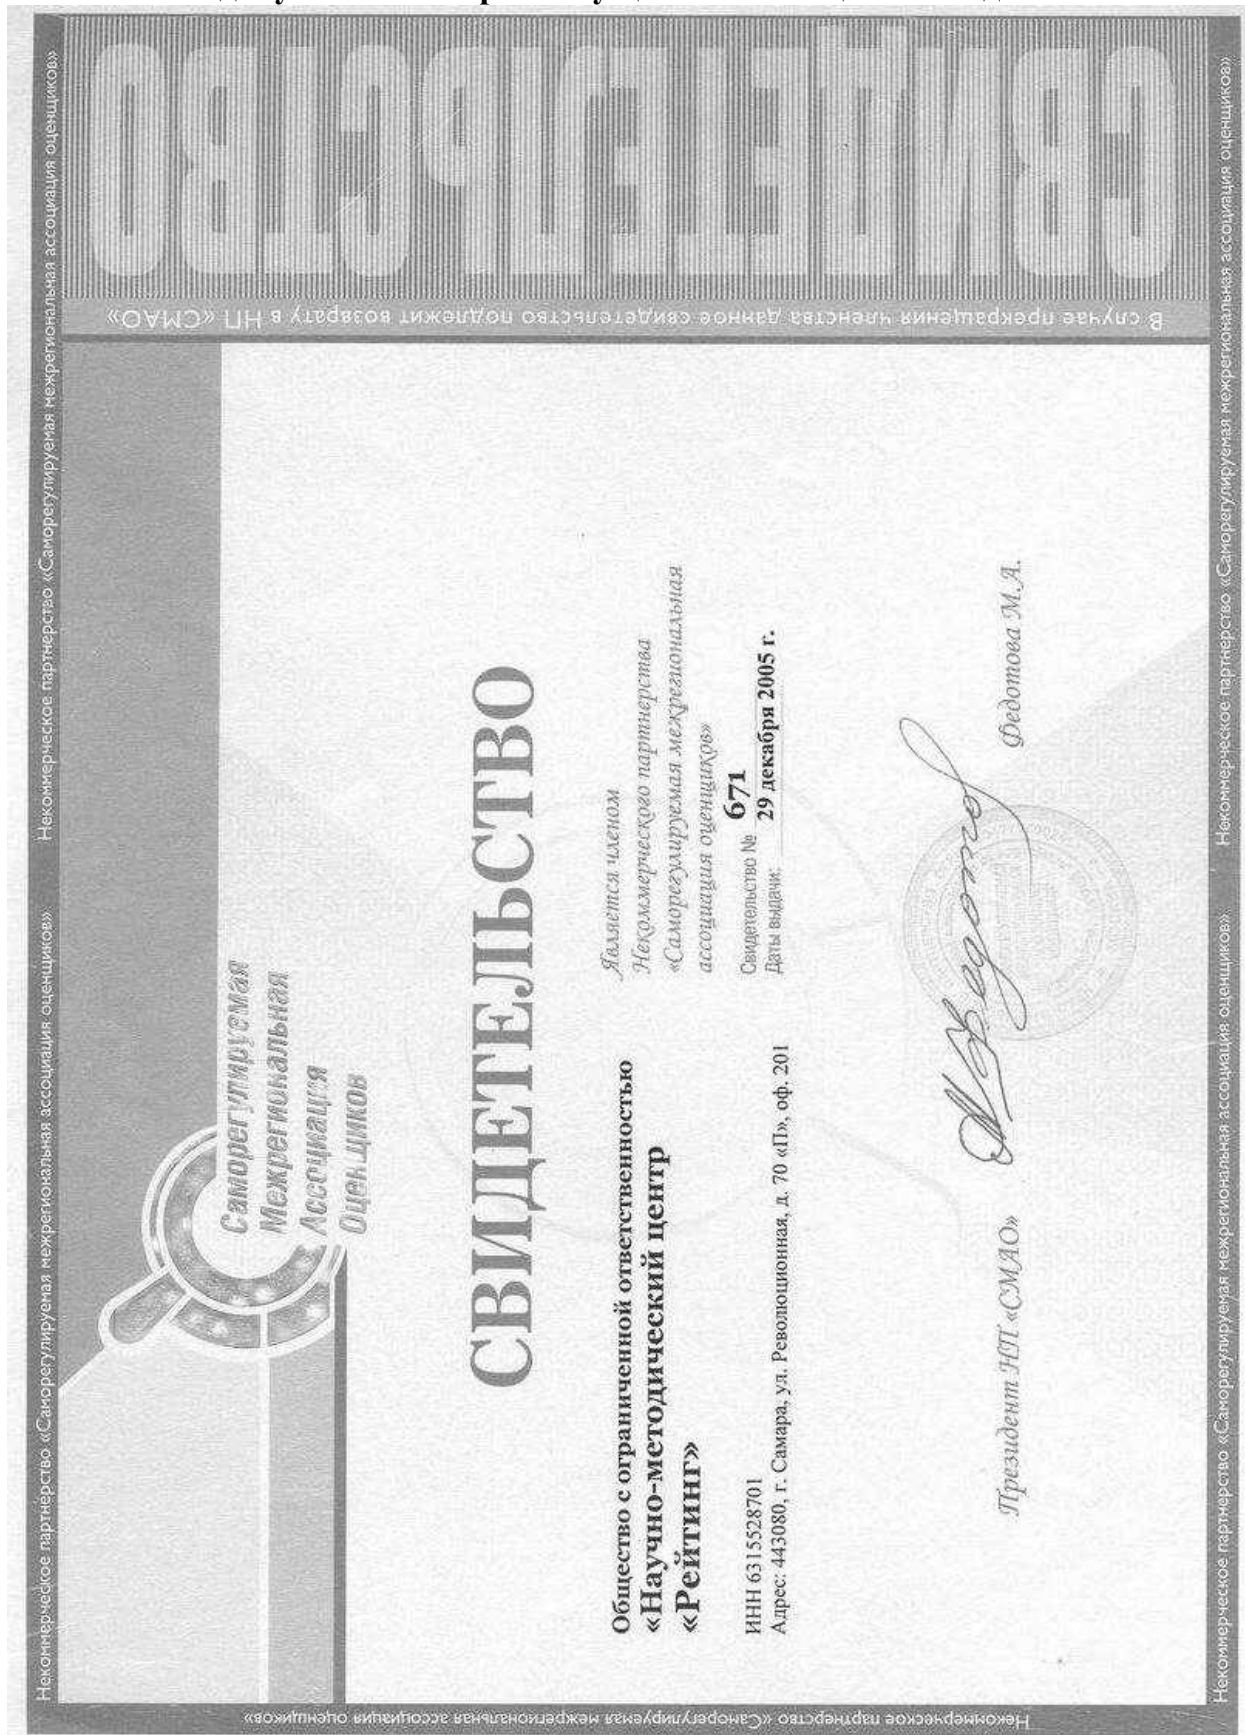 Некоммерческое партнерство «Саморегулируемая межрегиональная ассоциация оценщиков» Некоммерческое партнерство «Саморегулируемая межрегиональная ассоциация оценщиков»
Саморегулируемая
Межрегиональная
Ассоциация
Оценщиков
СВИДЕТЕЛЬСТВО
Общество с ограниченной ответственностью
«Научно-методический центр
«Рейтинг»
ИНН 6315528701
Адрес: 443080, г. Самара, ул. Революционная, д. 70 «П», оф. 201
Является членом
Некоммерческого партнерства
«Саморегулируемая межрегиональная
ассоциация оценщиков»
Свидетельство № 671
Даты выдачи: 29 декабря 2005 г.
Президент НП «СМАО» Федотова М.А.
Некоммерческое партнерство «Саморегулируемая межрегиональная ассоциация оценщиков» Некоммерческое партнерство «Саморегулируемая межрегиональная ассоциация оценщиков»
Некоммерческое партнерство «Саморегулируемая межрегиональная ассоциация оценщиков»
В случае прекращения членства данное свидетельство подлежит возврату в НП «СМАО»
СВИДЕТЕЛЬСТВО